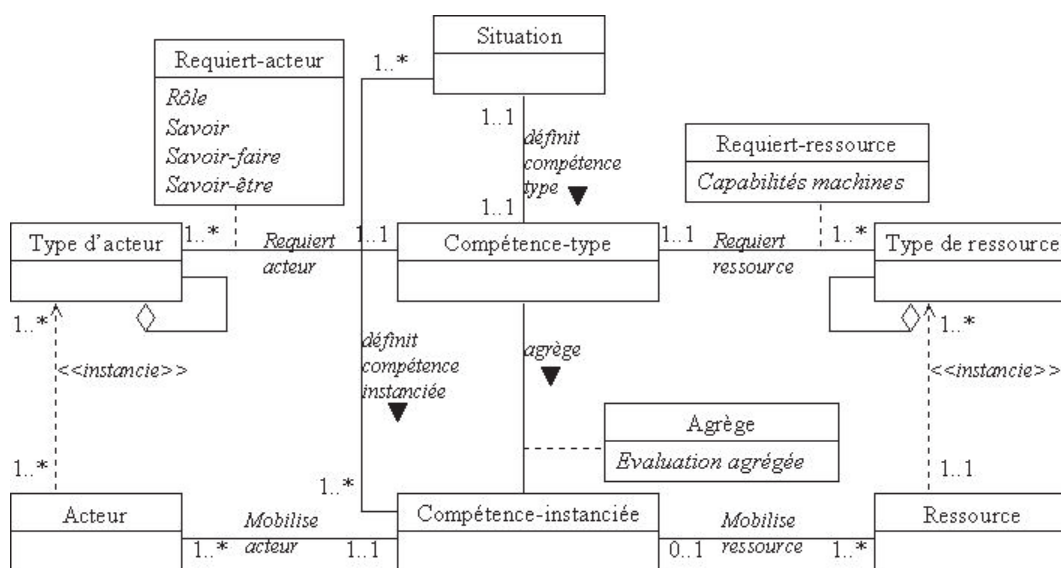 Situation
Requiert-acteur
1..*
Rôle
Savoir
Savoir-faire
Savoir-être
1..1
définit
compétence
type
Requiert-ressource
Capabilités machines
1..1
Type d'acteur
1..*
Requiert
acteur
1..1
Compétence-type
1..1
Requiert
ressource
1..*
Type de ressource
1..*
<<instancie>>
définit
compétence
instanciée
agrège
1..*
<<instancie>>
Agrège
Evaluation agrégée
1..*
1..*
1..1
Acteur
Mobilise
acteur
1..*
1..1
Compétence-instanciée
Mobilise
ressource
0..1
1..*
Ressource